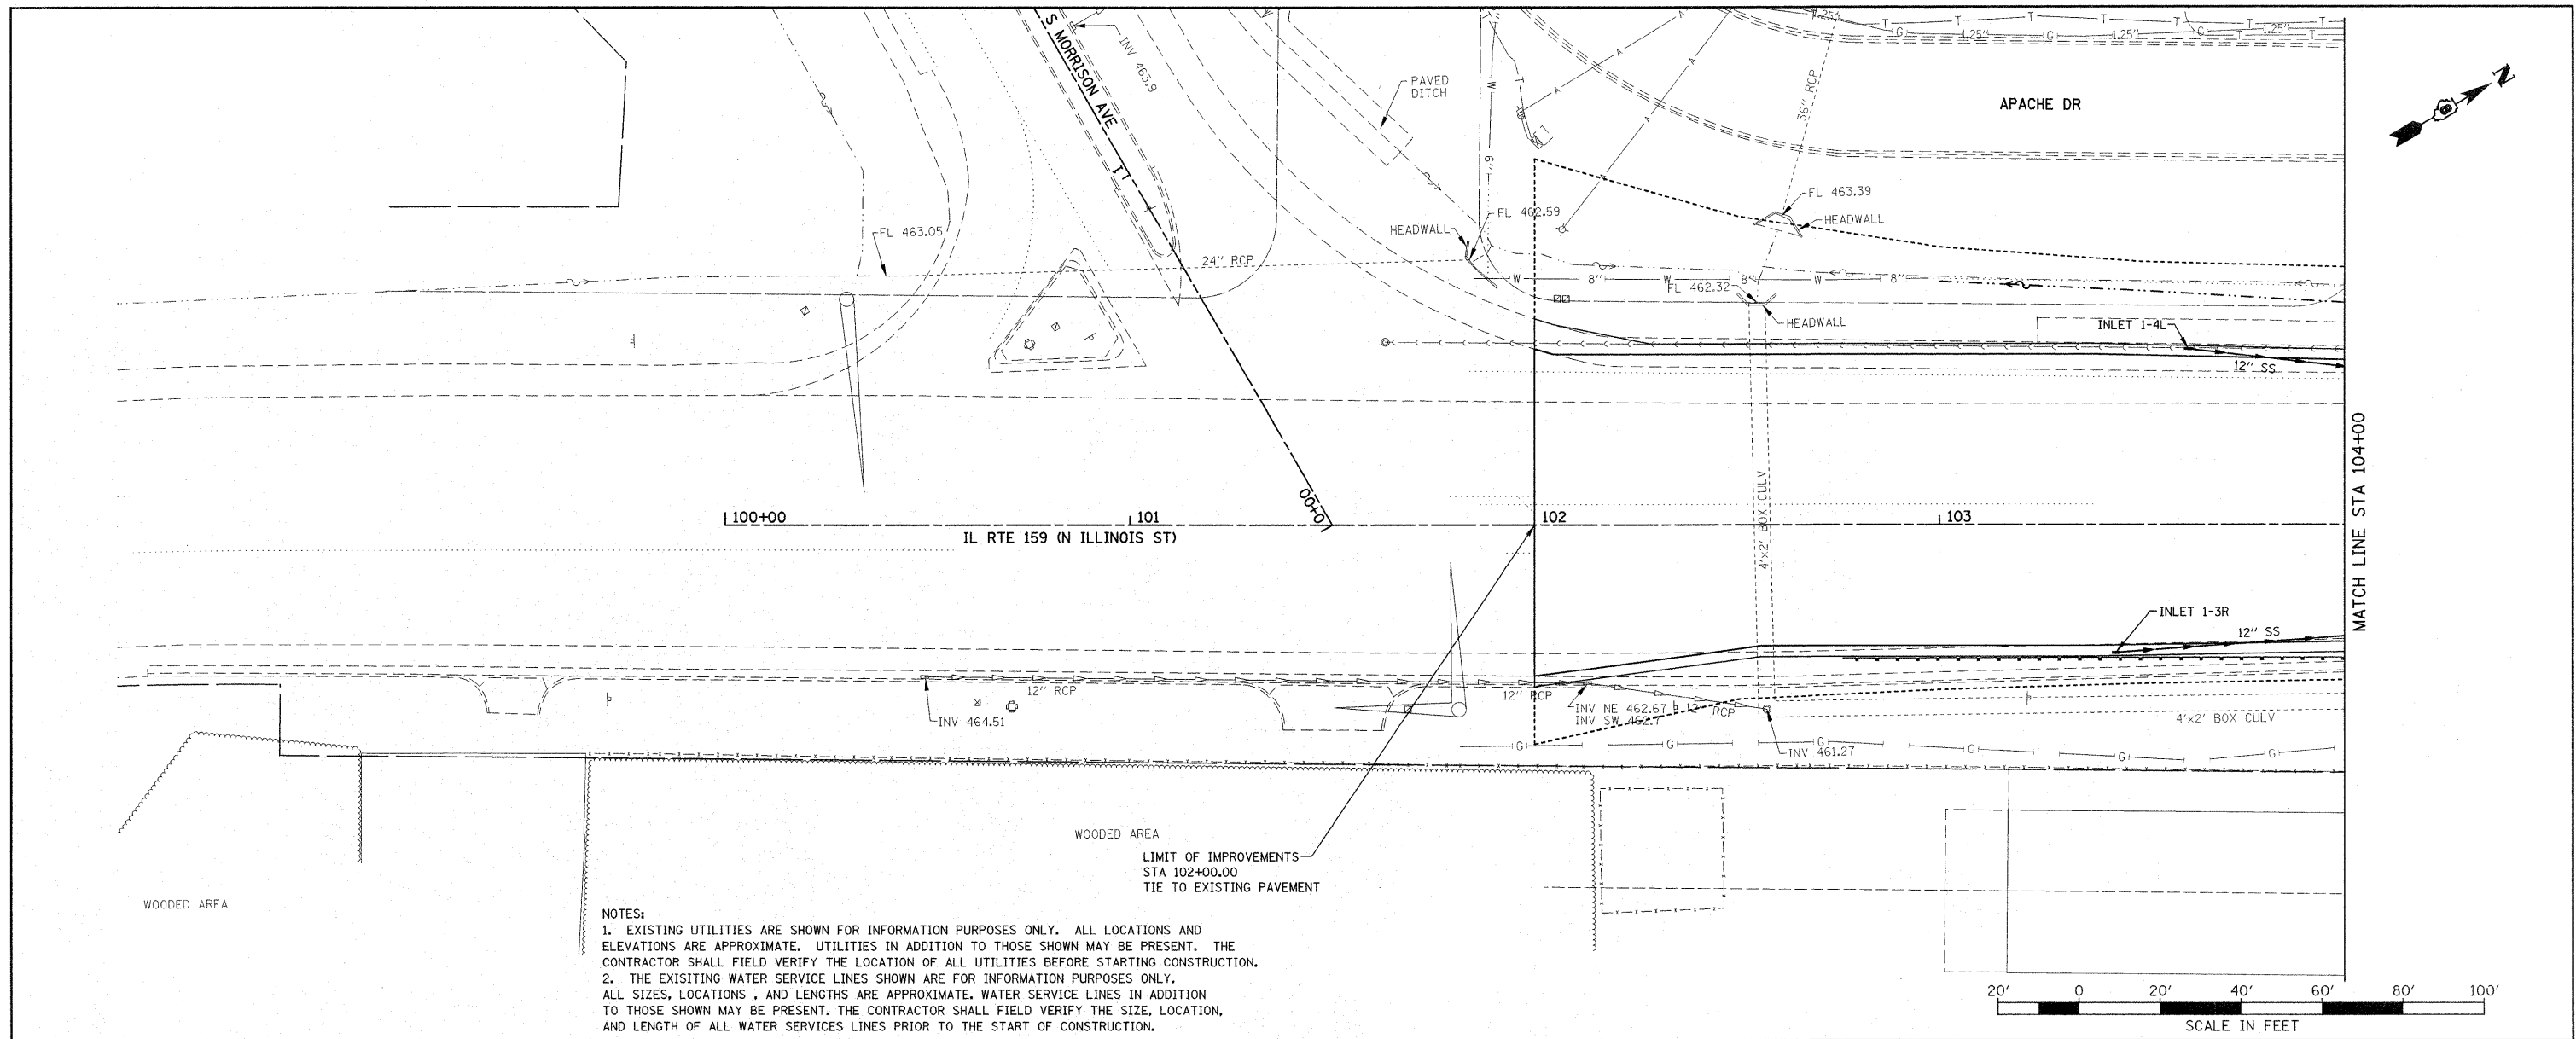 S MORRISON AVE
INV 463.9
PAVED
DITCH
1.25"
T T T T T T
G 1.25" G 1.25" G 1.25"
T T
36" RCP
APACHE DR
N
W
T
A
A
A
A
6"
FL 463.05
24" RCP
HEADWALL
FL 462.59
FL 463.39
HEADWALL
W 8" W 8" W 8"
FL 462.32
HEADWALL
INLET 1-4L
12" SS
4'x2' BOX CULV
100+00
101
0+00
102
103
IL RTE 159 (N ILLINOIS ST)
MATCH LINE STA 104+00
INLET 1-3R
12" SS
12" RCP
INV 464.51
12" RCP
INV NE 462.67
INV SW 462.7
12" RCP
INV 461.27
4'x2' BOX CULV
G G G G G G
WOODED AREA
LIMIT OF IMPROVEMENTS
STA 102+00.00
TIE TO EXISTING PAVEMENT
WOODED AREA
NOTES:
1. EXISTING UTILITIES ARE SHOWN FOR INFORMATION PURPOSES ONLY. ALL LOCATIONS AND
ELEVATIONS ARE APPROXIMATE. UTILITIES IN ADDITION TO THOSE SHOWN MAY BE PRESENT. THE
CONTRACTOR SHALL FIELD VERIFY THE LOCATION OF ALL UTILITIES BEFORE STARTING CONSTRUCTION.
2. THE EXISITING WATER SERVICE LINES SHOWN ARE FOR INFORMATION PURPOSES ONLY.
ALL SIZES, LOCATIONS , AND LENGTHS ARE APPROXIMATE. WATER SERVICE LINES IN ADDITION
TO THOSE SHOWN MAY BE PRESENT. THE CONTRACTOR SHALL FIELD VERIFY THE SIZE, LOCATION,
AND LENGTH OF ALL WATER SERVICES LINES PRIOR TO THE START OF CONSTRUCTION.
20' 0 20' 40' 60' 80' 100'
SCALE IN FEET